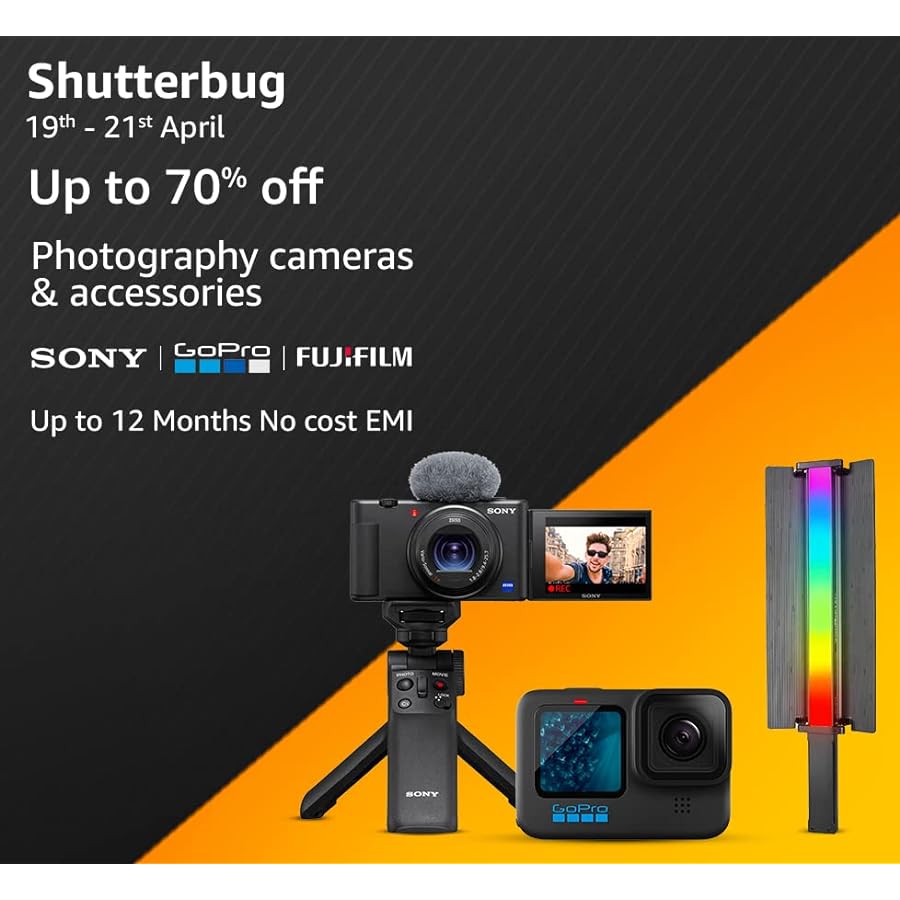 Shutterbug
19th - 21st April
Up to 70% off
Photography cameras
& accessories
SONY | GoPro | FUJIFILM
Up to 12 Months No cost EMI
SONY
ZEISS
REC
SONY
PHOTO MOVIE
SONY
GoPro